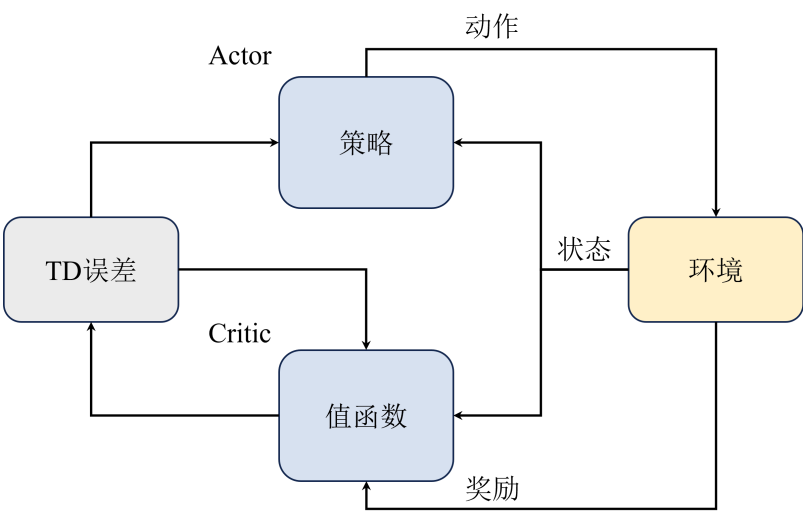 动作
Actor
策略
状态
TD误差
环境
Critic
值函数
奖励